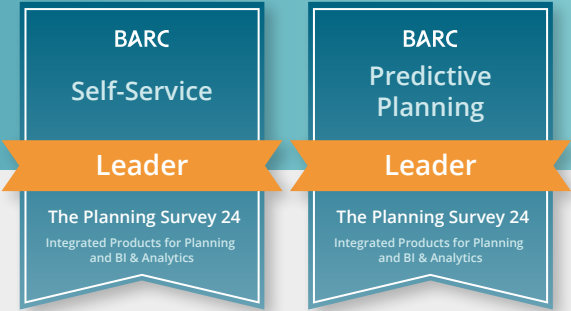 BARC
Self-Service
Leader
The Planning Survey 24
Integrated Products for Planning
and BI & Analytics
BARC
Predictive
Planning
Leader
The Planning Survey 24
Integrated Products for Planning
and BI & Analytics